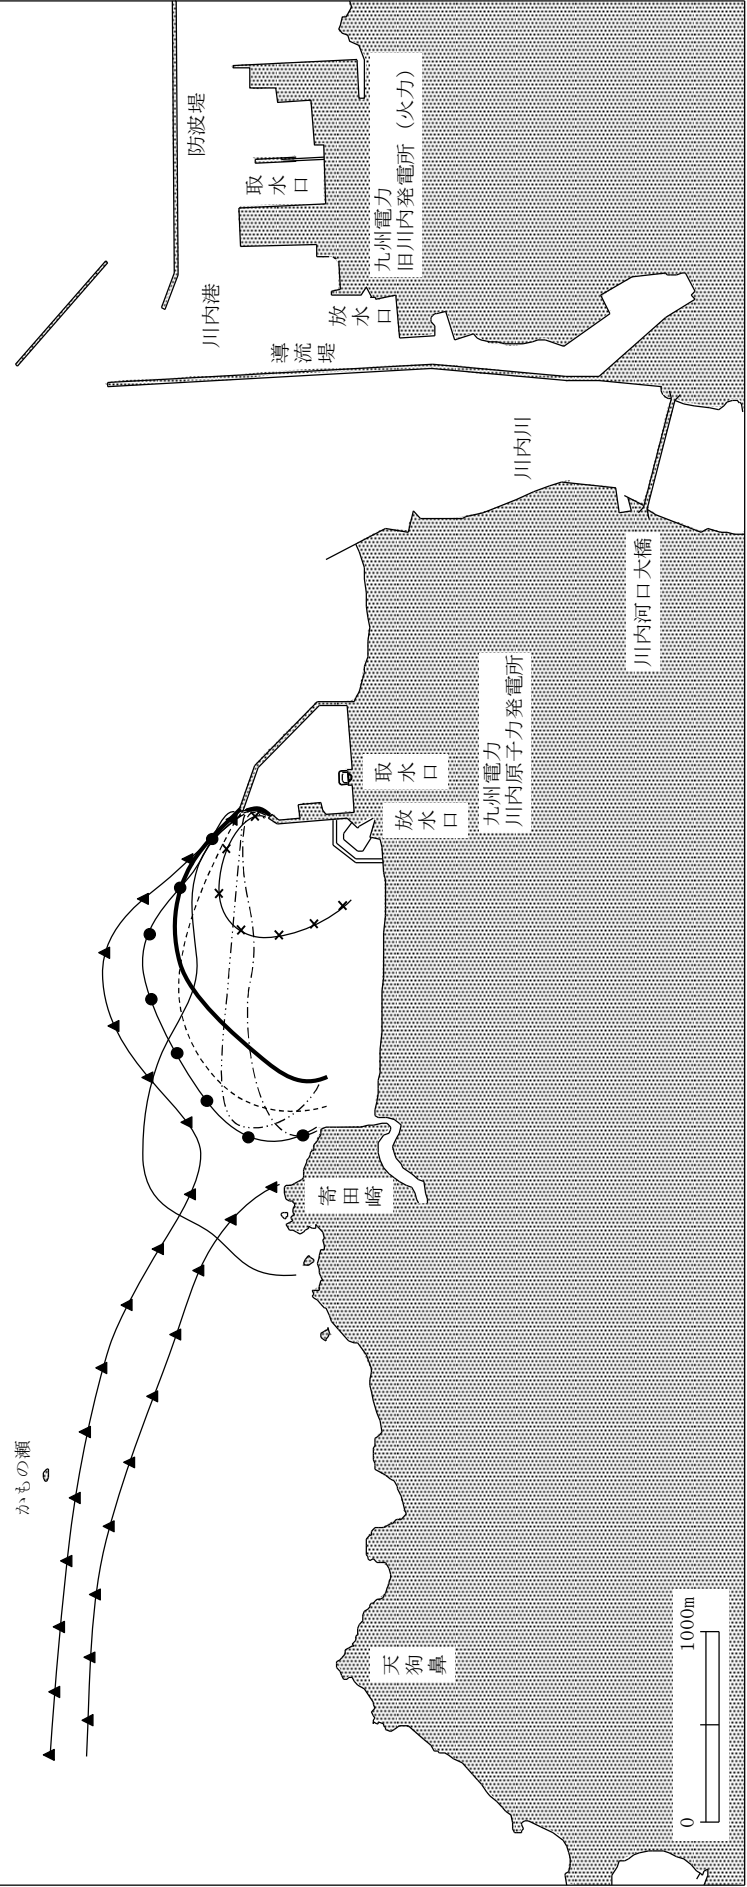 かもの瀬
天狗鼻
寄田崎
放水口
取水口
九州電力
川内原子力発電所
川内河口大橋
川内川
導流堤
川内港
放水口
取水口
防波堤
九州電力
旧川内発電所（火力）
0
1000m